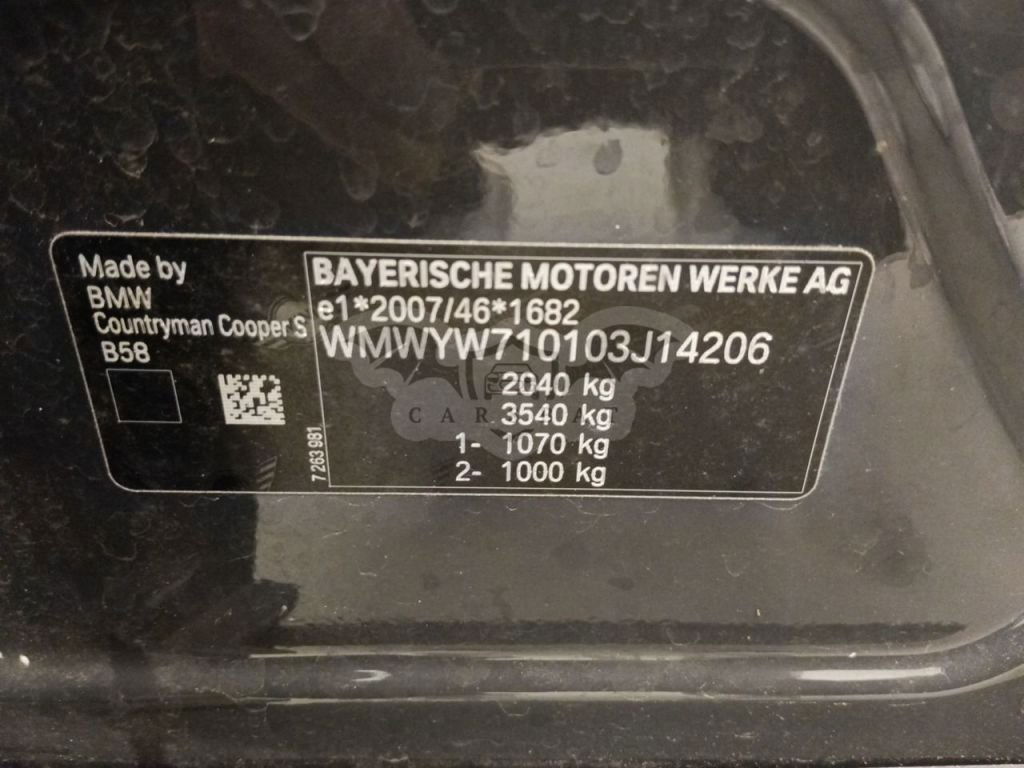 Made by
BMW
Countryman Cooper S
B58
7 263 981
BAYERISCHE MOTOREN WERKE AG
e1*2007/46*1682
WMWYW710103J14206
2040 kg
3540 kg
1- 1070 kg
2- 1000 kg